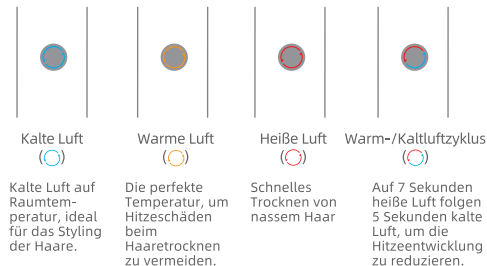 Kalte Luft
( )
Kalte Luft auf
Raumtem-
peratur, ideal
für das Styling
der Haare.
Warme Luft
( )
Die perfekte
Temperatur, um
Hitzeschäden
beim
Haaretrocknen
zu vermeiden.
Heiße Luft
( )
Schnelles
Trocknen von
nassem Haar
Warm-/Kaltluftzyklus
( )
Auf 7 Sekunden
heiße Luft folgen
5 Sekunden kalte
Luft, um die
Hitzeentwicklung
zu reduzieren.